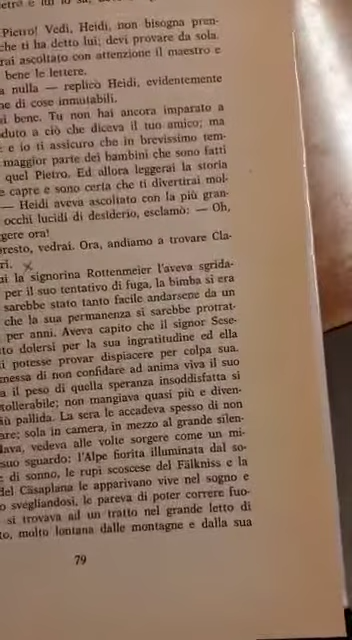 Pietro! Vedi, Heidi, non bisogna pren-
che ti ha detto lui; devi provare da sola.
rai ascoltato con attenzione il maestro e
bene le lettere.
a nulla — replicò Heidi, evidentemente
ne di cose immutabili.
bene. Tu non hai ancora imparato a
duto a ciò che diceva il tuo amico; ma
e io ti assicuro che in brevissimo tem-
maggior parte dei bambini che sono fatti
quel Pietro. Ed allora leggerai la storia
e capre e sono certa che ti divertirai mol-
— Heidi aveva ascoltato con la più gran-
occhi lucidi di desiderio, esclamò: — Oh,
gere ora!
oresto, vedrai. Ora, andiamo a trovare Cla-
ri.
ui la signorina Rottenmeier l'aveva sgrida-
per il suo tentativo di fuga, la bimba si era
sarebbe stato tanto facile andarsene da un
che la sua permanenza si sarebbe protrat-
per anni. Aveva capito che il signor Sese-
to dolersi per la sua ingratitudine ed ella
i potesse provar dispiacere per colpa sua.
messa di non confidare ad anima viva il suo
a il peso di quella speranza insoddisfatta si
tollerabile; non mangiava quasi più e diven-
iù pallida. La sera le accadeva spesso di non
are; sola in camera, in mezzo al grande silen-
dava, vedeva alle volte sorgere come un mi-
suo sguardo: l'Alpe fiorita illuminata dal so-
di sonno, le rupi scoscese del Fälkniss e la
del Cäsaplana le apparivano vive nel sogno e
o svegliandosi, le pareva di poter correre fuo-
si trovava ad un tratto nel grande letto di
to, molto lontana dalle montagne e dalla sua
79